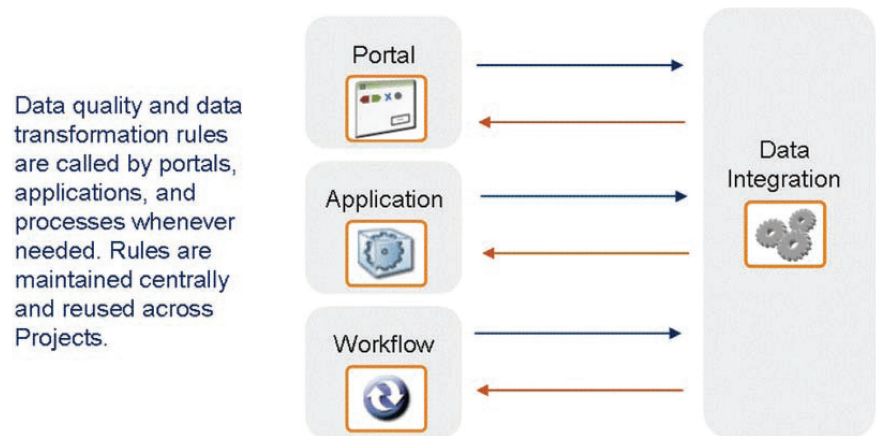 Data quality and data
transformation rules
are called by portals,
applications, and
processes whenever
needed. Rules are
maintained centrally
and reused across
Projects.
Portal
Application
Workflow
Data
Integration